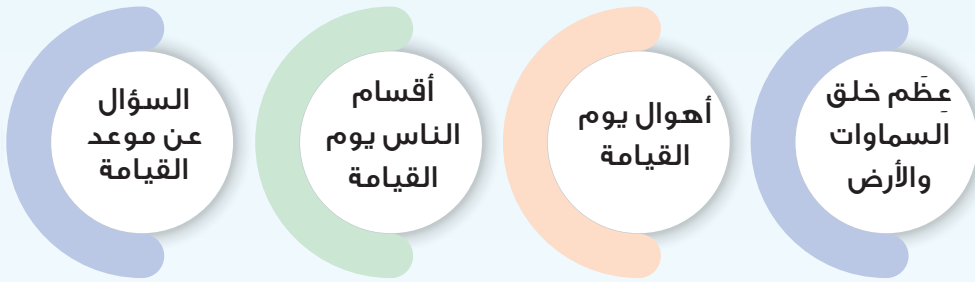 عِظَم خلق
السماوات
والأرض
أهوال يوم
القيامة
أقسام
الناس يوم
القيامة
السؤال
عن موعد
القيامة